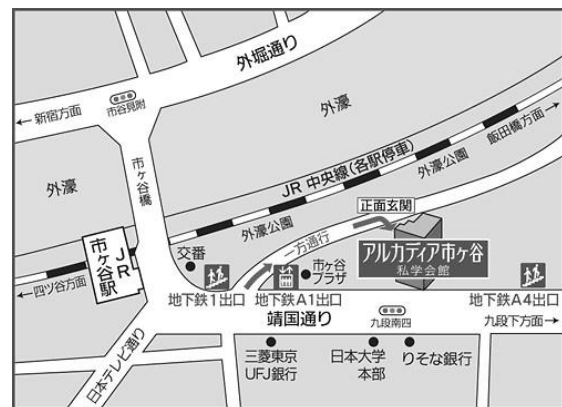 外堀通り
←新宿方面
市谷見附
外濠
飯田橋方面→
市ヶ谷橋
JR 中央線(各駅停車)
外濠公園
外濠
正面玄関
外濠公園
一方通行
アルカディア市ヶ谷
私学会館
JR
市ヶ谷駅
交番
市ヶ谷
プラザ
←四ツ谷方面
地下鉄1出口
地下鉄A1出口
地下鉄A4出口
靖国通り
九段南四
九段下方面→
日本テレビ通り
三菱東京
UFJ銀行
日本大学
本部
りそな銀行